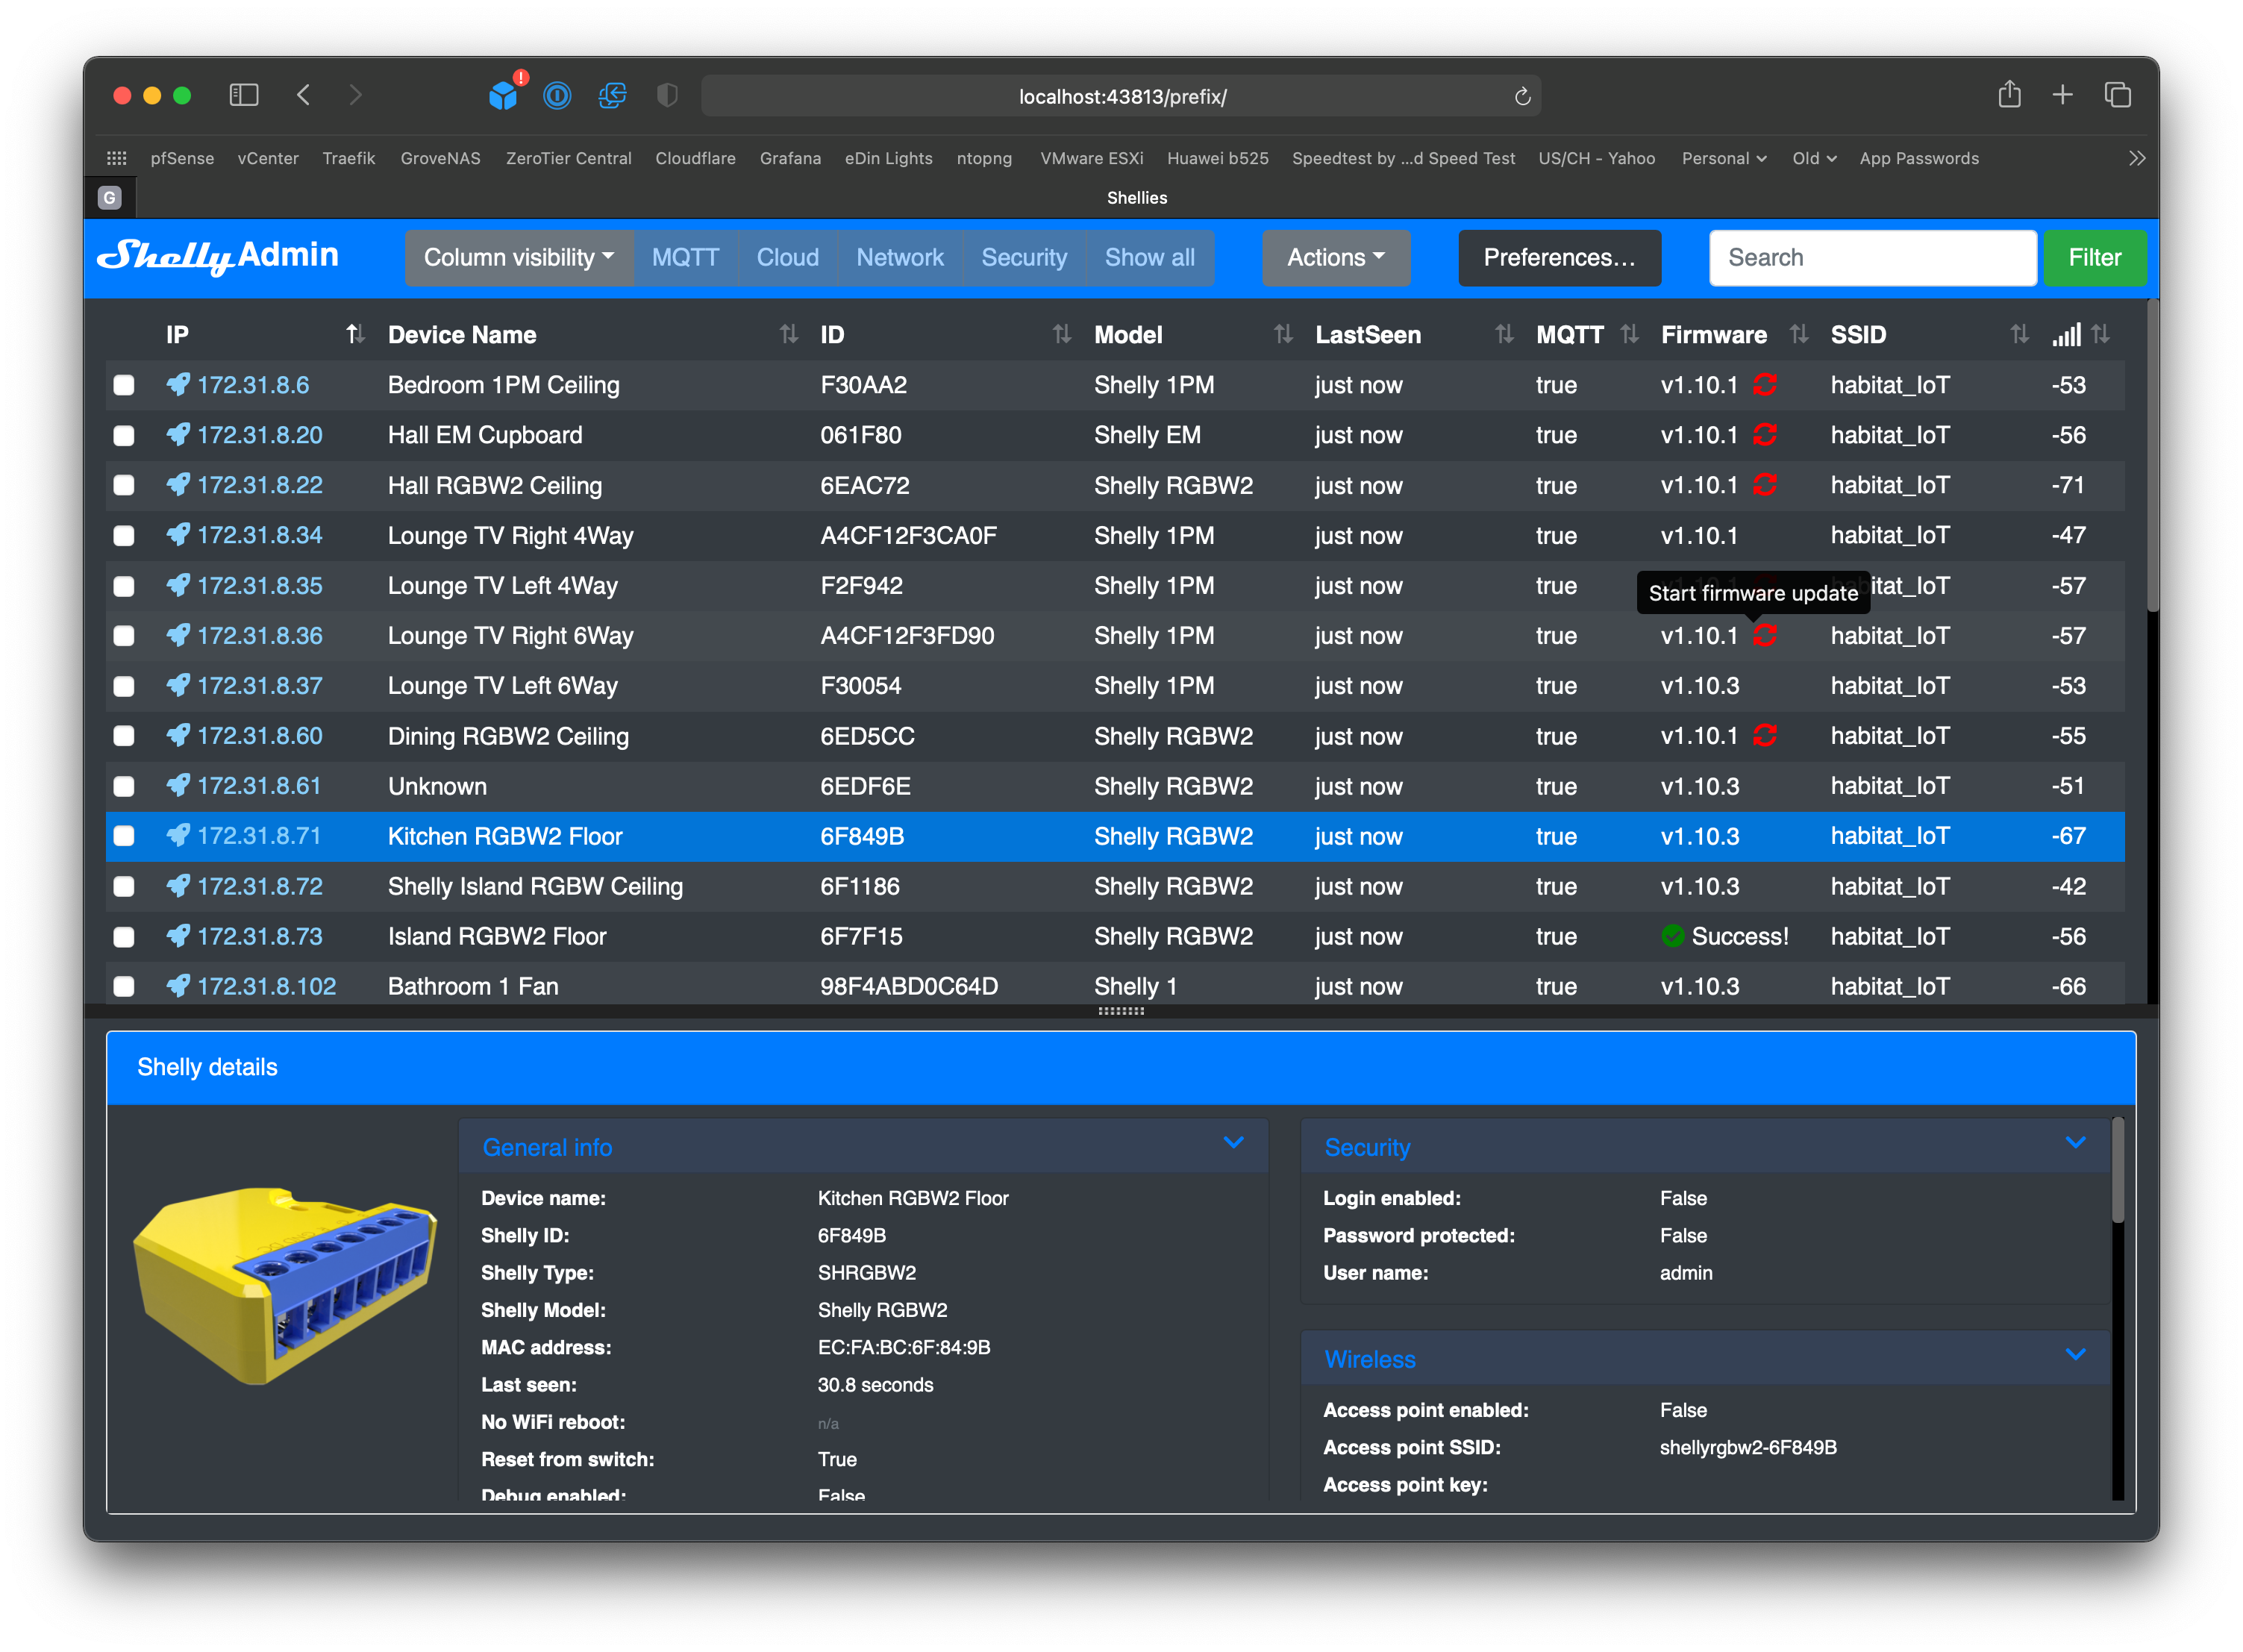 localhost:43813/prefix/
pfSense vCenter Traefik GroveNAS ZeroTier Central Cloudflare Grafana eDin Lights ntopng VMware ESXi Huawei b525 Speedtest by ...d Speed Test US/CH - Yahoo Personal Old App Passwords
G Shellies
Shelly Admin Column visibility MQTT Cloud Network Security Show all Actions Preferences... Search Filter
IP Device Name ID Model LastSeen MQTT Firmware SSID
172.31.8.6 Bedroom 1PM Ceiling F30AA2 Shelly 1PM just now true v1.10.1 habitat_IoT -53
172.31.8.20 Hall EM Cupboard 061F80 Shelly EM just now true v1.10.1 habitat_IoT -56
172.31.8.22 Hall RGBW2 Ceiling 6EAC72 Shelly RGBW2 just now true v1.10.1 habitat_IoT -71
172.31.8.34 Lounge TV Right 4Way A4CF12F3CA0F Shelly 1PM just now true v1.10.1 habitat_IoT -47
172.31.8.35 Lounge TV Left 4Way F2F942 Shelly 1PM just now true itat_IoT -57
Start firmware update
172.31.8.36 Lounge TV Right 6Way A4CF12F3FD90 Shelly 1PM just now true v1.10.1 habitat_IoT -57
172.31.8.37 Lounge TV Left 6Way F30054 Shelly 1PM just now true v1.10.3 habitat_IoT -53
172.31.8.60 Dining RGBW2 Ceiling 6ED5CC Shelly RGBW2 just now true v1.10.1 habitat_IoT -55
172.31.8.61 Unknown 6EDF6E Shelly RGBW2 just now true v1.10.3 habitat_IoT -51
172.31.8.71 Kitchen RGBW2 Floor 6F849B Shelly RGBW2 just now true v1.10.3 habitat_IoT -67
172.31.8.72 Shelly Island RGBW Ceiling 6F1186 Shelly RGBW2 just now true v1.10.3 habitat_IoT -42
172.31.8.73 Island RGBW2 Floor 6F7F15 Shelly RGBW2 just now true Success! habitat_IoT -56
172.31.8.102 Bathroom 1 Fan 98F4ABD0C64D Shelly 1 just now true v1.10.3 habitat_IoT -66
Shelly details
General info
Device name: Kitchen RGBW2 Floor
Shelly ID: 6F849B
Shelly Type: SHRGBW2
Shelly Model: Shelly RGBW2
MAC address: EC:FA:BC:6F:84:9B
Last seen: 30.8 seconds
No WiFi reboot: n/a
Reset from switch: True
Debug enabled: False
Security
Login enabled: False
Password protected: False
User name: admin
Wireless
Access point enabled: False
Access point SSID: shellyrgbw2-6F849B
Access point key: